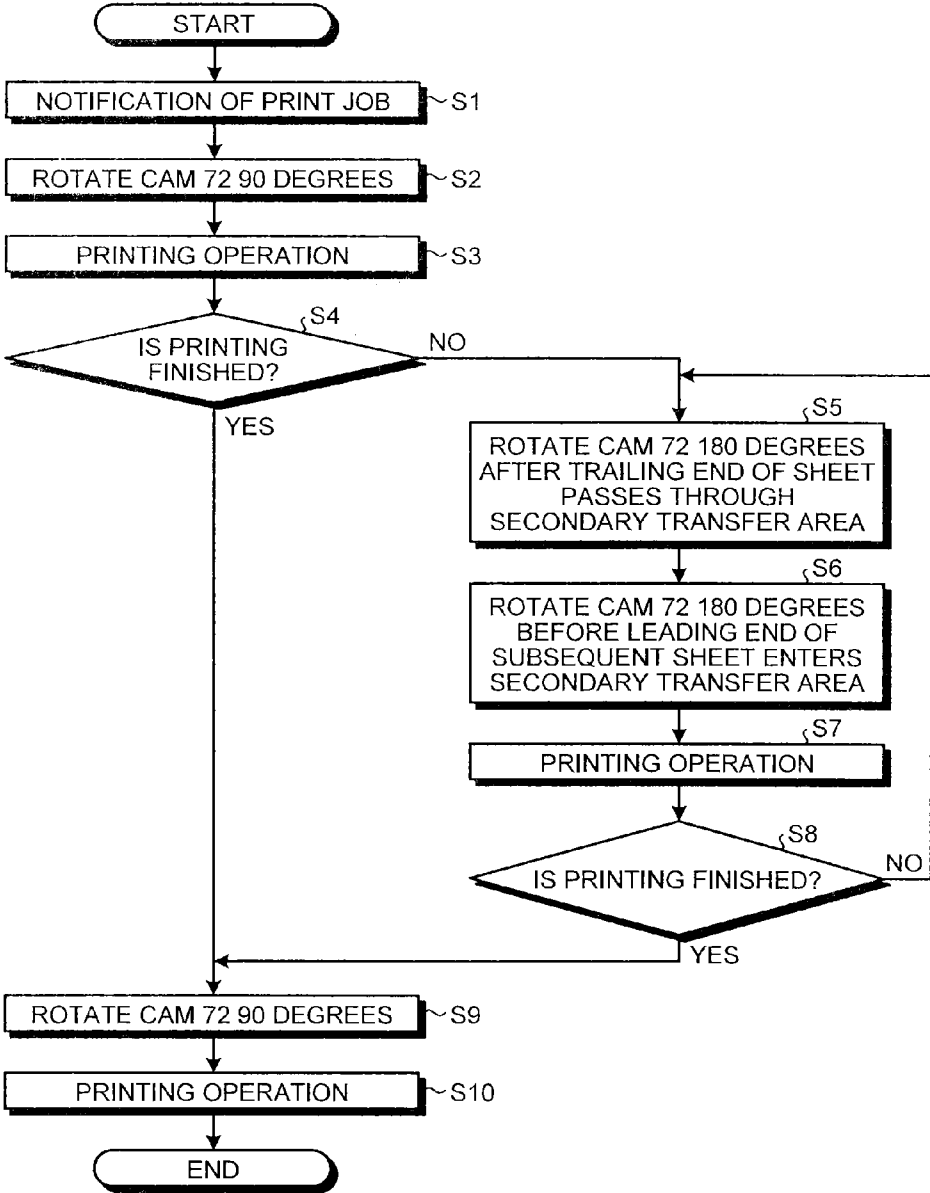 START
NOTIFICATION OF PRINT JOB
S1
ROTATE CAM 72 90 DEGREES
S2
PRINTING OPERATION
S3
S4
IS PRINTING
FINISHED?
NO
YES
S5
ROTATE CAM 72 180 DEGREES
AFTER TRAILING END OF SHEET
PASSES THROUGH
SECONDARY TRANSFER AREA
S6
ROTATE CAM 72 180 DEGREES
BEFORE LEADING END OF
SUBSEQUENT SHEET ENTERS
SECONDARY TRANSFER AREA
S7
PRINTING OPERATION
S8
IS PRINTING FINISHED?
NO
YES
ROTATE CAM 72 90 DEGREES
S9
PRINTING OPERATION
S10
END